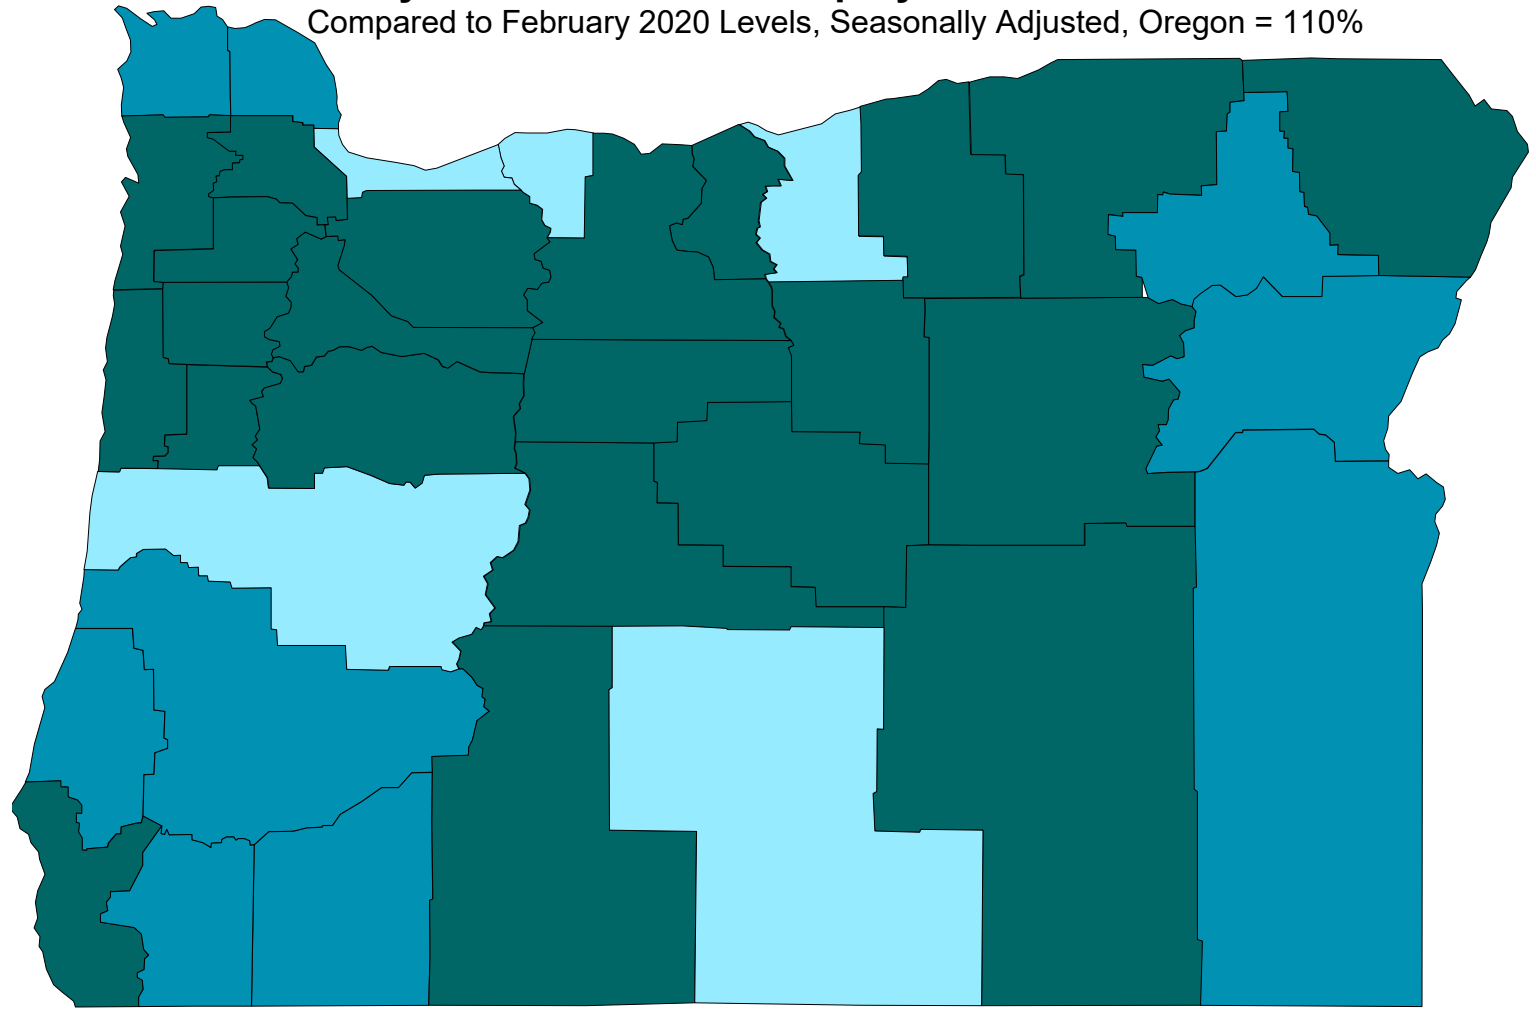 Compared to February 2020 Levels, Seasonally Adjusted, Oregon = 110%